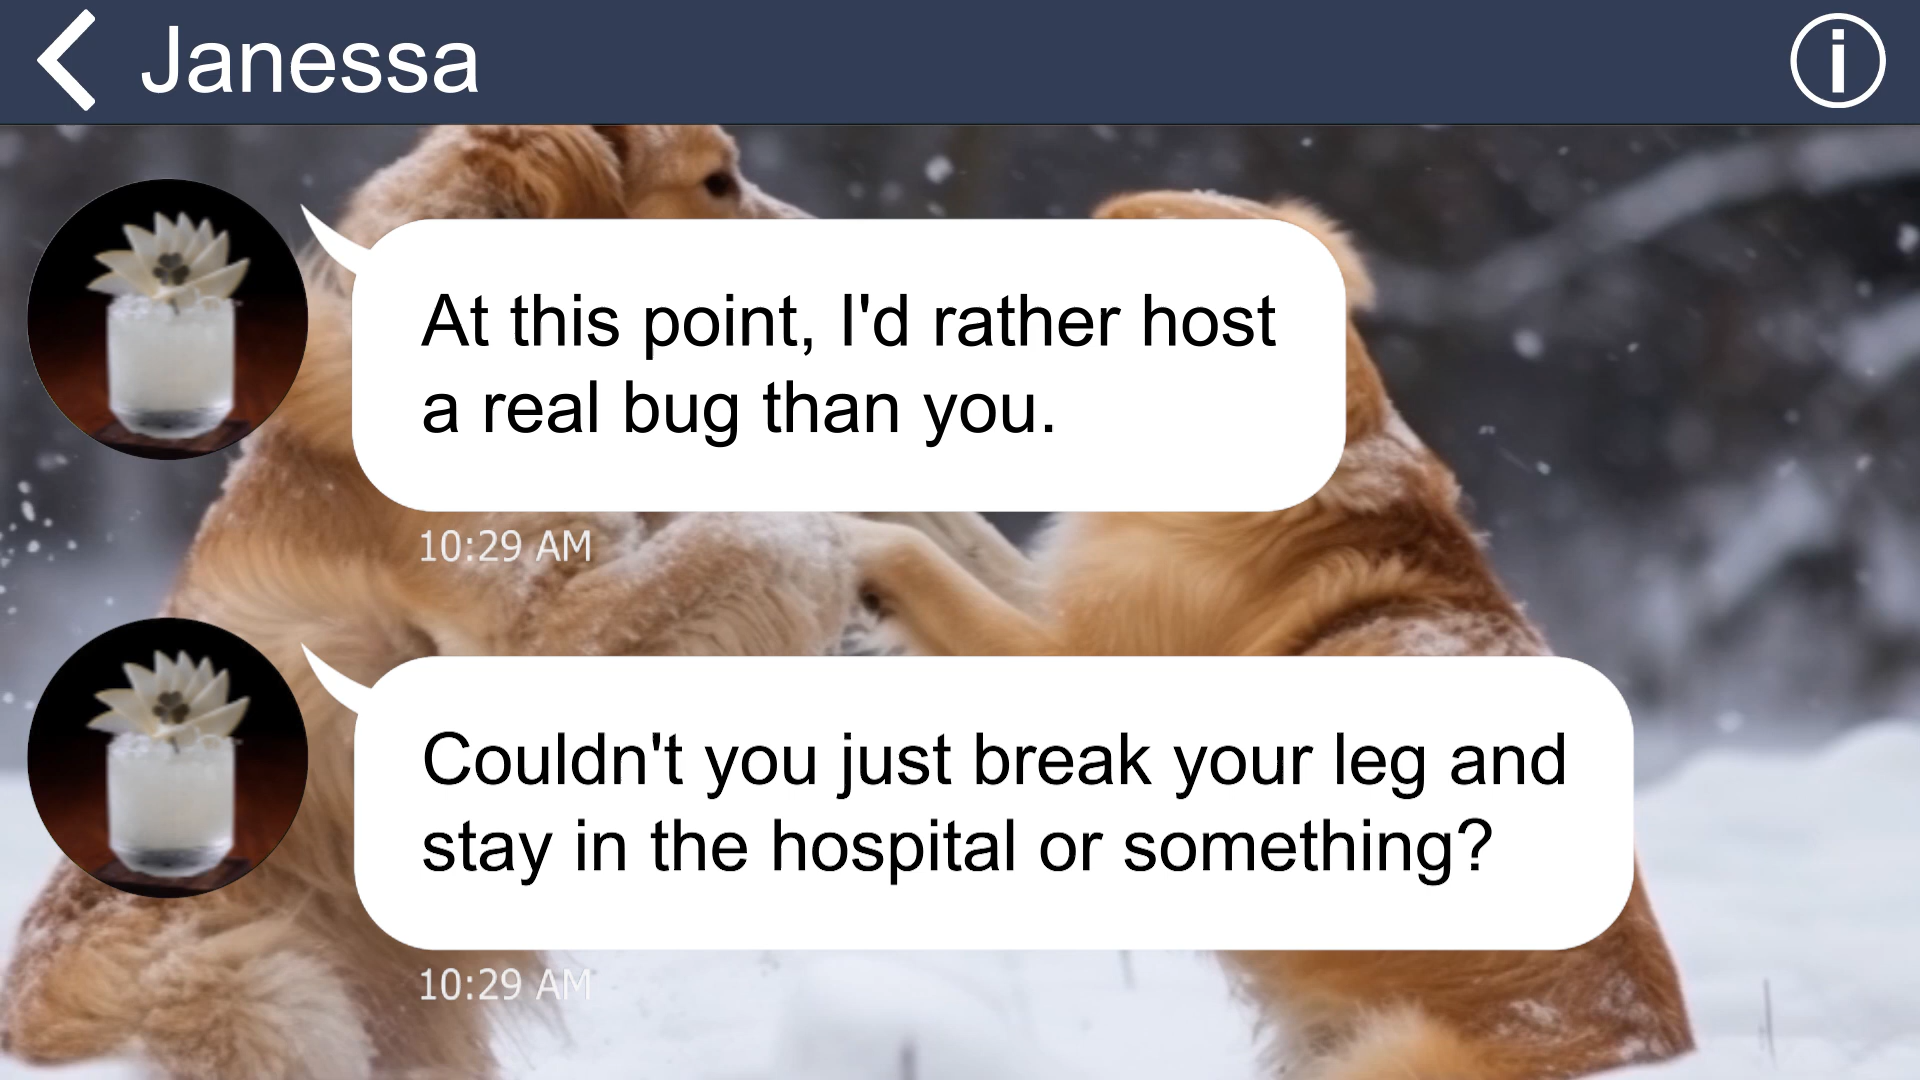 Janessa
At this point, I'd rather host
a real bug than you.
10:29 AM
Couldn't you just break your leg and
stay in the hospital or something?
10:29 AM